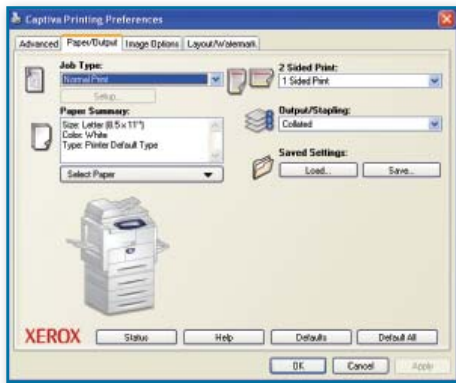 Captiva Printing Preferences
Advanced Paper/Output Image Options Layout/Watermark
Job Type:
Normal Print
Setup...
Paper Summary:
Size: Letter (8.5 x 11")
Color: White
Type: Printer Default Type
Select Paper
2 Sided Print:
1 Sided Print
Output/Stapling:
Collated
Saved Settings:
Load... Save...
XEROX Status Help Defaults Default All
OK Cancel Apply